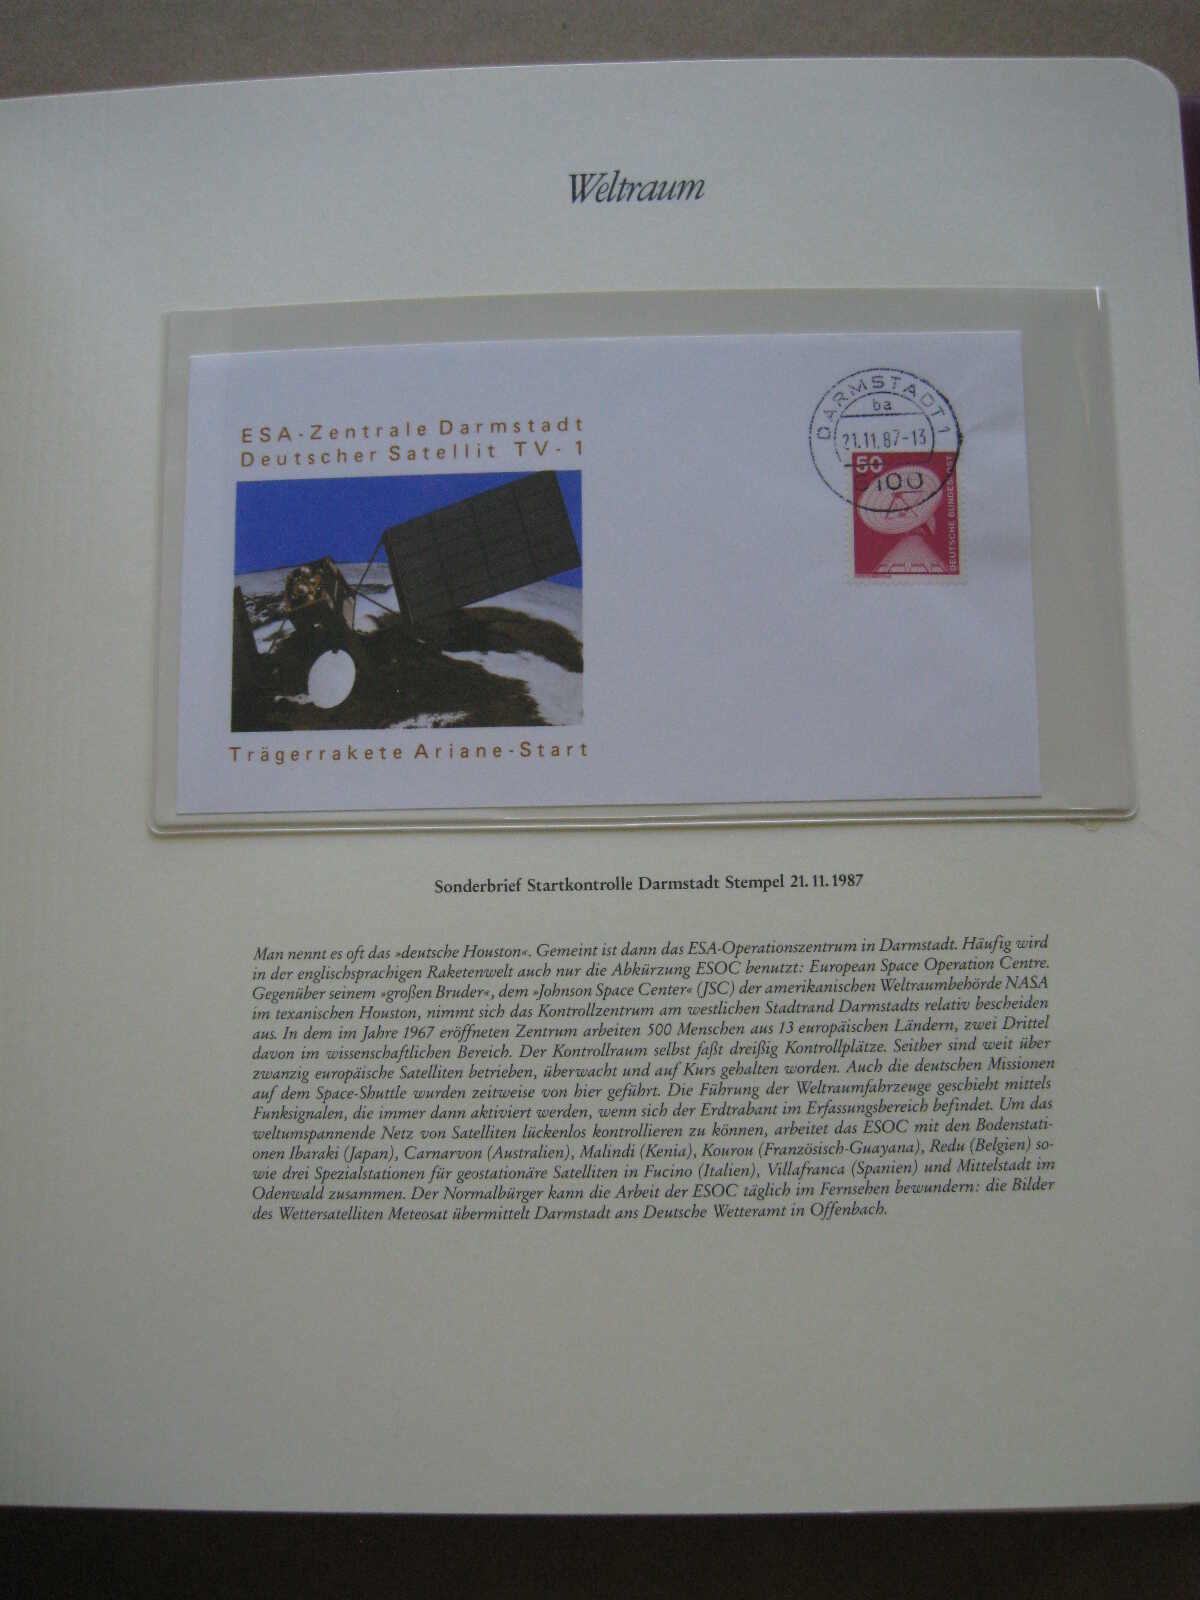 Weltraum
ESA-Zentrale Darmstadt
Deutscher Satellit TV-1
Trägerrakete Ariane-Start
DARMSTADT 1
ba
21.11.87-13
6100
50
DEUTSCHE BUNDESPOST
Sonderbrief Startkontrolle Darmstadt Stempel 21.11.1987
Man nennt es oft das »deutsche Houston«. Gemeint ist dann das ESA-Operationszentrum in Darmstadt. Häufig wird
in der englischsprachigen Raketenwelt auch nur die Abkürzung ESOC benutzt: European Space Operation Centre.
Gegenüber seinem »großen Bruder«, dem »Johnson Space Center« (JSC) der amerikanischen Weltraumbehörde NASA
im texanischen Houston, nimmt sich das Kontrollzentrum am westlichen Stadtrand Darmstadts relativ bescheiden
aus. In dem im Jahre 1967 eröffneten Zentrum arbeiten 500 Menschen aus 13 europäischen Ländern, zwei Drittel
davon im wissenschaftlichen Bereich. Der Kontrollraum selbst faßt dreißig Kontrollplätze. Seither sind weit über
zwanzig europäische Satelliten betrieben, überwacht und auf Kurs gehalten worden. Auch die deutschen Missionen
auf dem Space-Shuttle wurden zeitweise von hier geführt. Die Führung der Weltraumfahrzeuge geschieht mittels
Funksignalen, die immer dann aktiviert werden, wenn sich der Erdtrabant im Erfassungsbereich befindet. Um das
weltumspannende Netz von Satelliten lückenlos kontrollieren zu können, arbeitet das ESOC mit den Bodenstati-
onen Ibaraki (Japan), Carnarvon (Australien), Malindi (Kenia), Kourou (Französisch-Guayana), Redu (Belgien) so-
wie drei Spezialstationen für geostationäre Satelliten in Fucino (Italien), Villafranca (Spanien) und Mittelstadt im
Odenwald zusammen. Der Normalbürger kann die Arbeit der ESOC täglich im Fernsehen bewundern: die Bilder
des Wettersatelliten Meteosat übermittelt Darmstadt ans Deutsche Wetteramt in Offenbach.